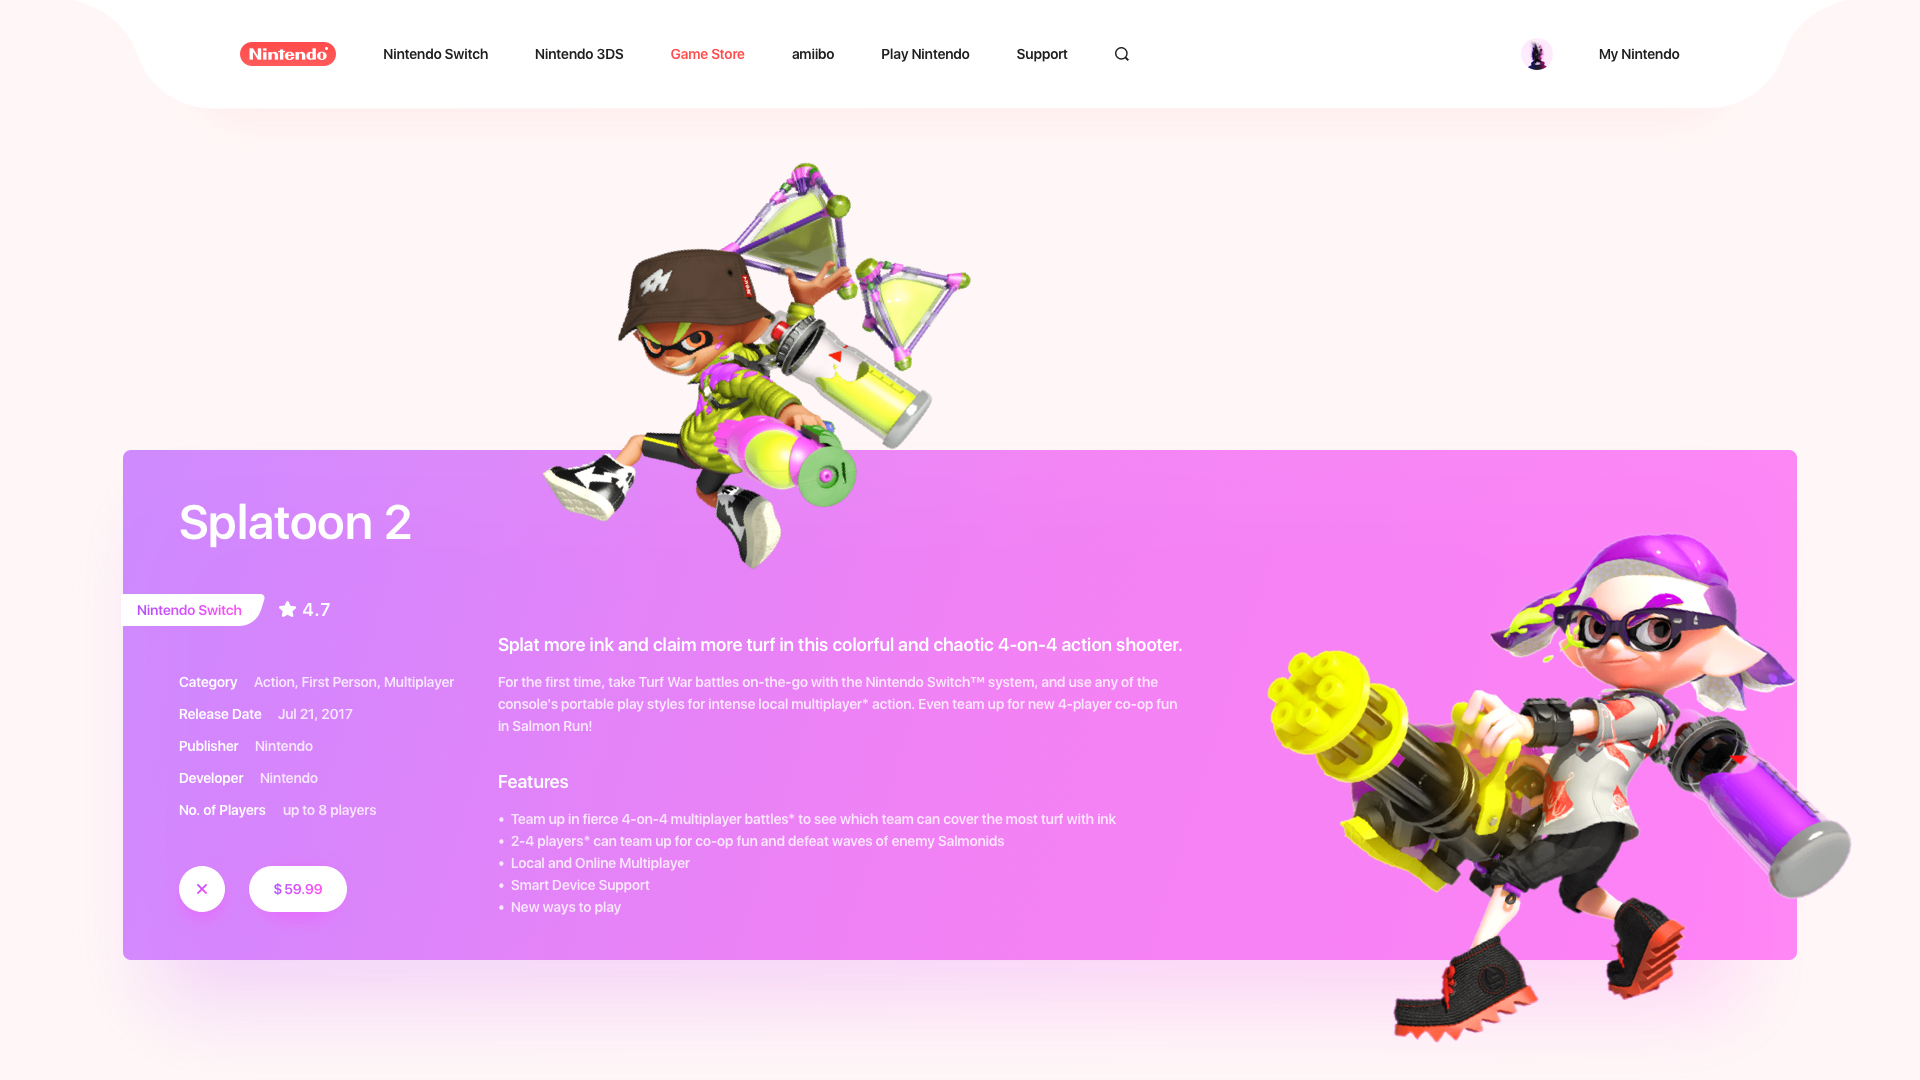 Nintendo
Nintendo Switch
Nintendo 3DS
Game Store
amiibo
Play Nintendo
Support
My Nintendo
Splatoon 2
Nintendo Switch
4.7
Category Action, First Person, Multiplayer
Release Date Jul 21, 2017
Publisher Nintendo
Developer Nintendo
No. of Players up to 8 players
$ 59.99
Splat more ink and claim more turf in this colorful and chaotic 4-on-4 action shooter.
For the first time, take Turf War battles on-the-go with the Nintendo Switch™ system, and use any of the
console's portable play styles for intense local multiplayer* action. Even team up for new 4-player co-op fun
in Salmon Run!
Features
• Team up in fierce 4-on-4 multiplayer battles* to see which team can cover the most turf with ink
• 2-4 players* can team up for co-op fun and defeat waves of enemy Salmonids
• Local and Online Multiplayer
• Smart Device Support
• New ways to play